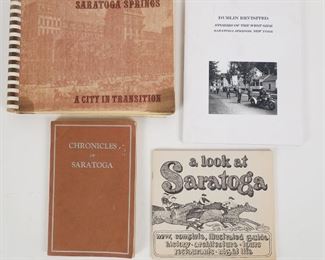 SARATOGA SPRINGS
A CITY IN TRANSITION
DUBLIN REVISITED
STORIES OF THE WEST SIDE
SARATOGA SPRINGS, NEW YORK
CHRONICLES
of
SARATOGA
a look at
Saratoga
new, complete, illustrated guide
history · architecture · tours
restaurants · night life